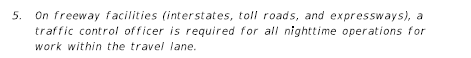 5. On freeway facilities (interstates, toll roads, and expressways), a
traffic control officer is required for all nighttime operations for
work within the travel lane.